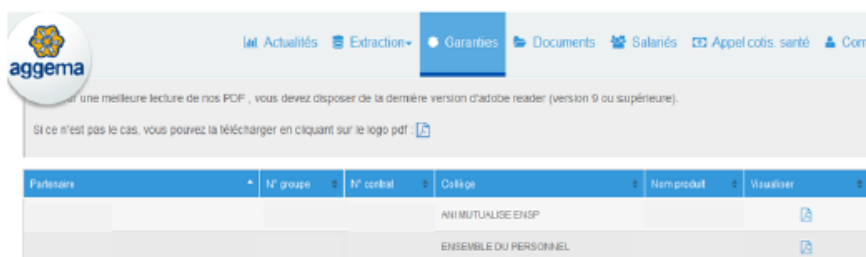 aggema
Actualités Extraction Garanties Documents Salariés Appel cotis. santé Com
une meilleure lecture de nos PDF , vous devez disposer de la dernière version d'adobe reader (version 9 ou supérieure).
Si ce n'est pas le cas, vous pouvez la télécharger en cliquant sur le logo pdf :
Partenaire N° groupe N° contrat Collège Nom produit Visualiser
ANI MUTUALISE ENSP
ENSEMBLE DU PERSONNEL